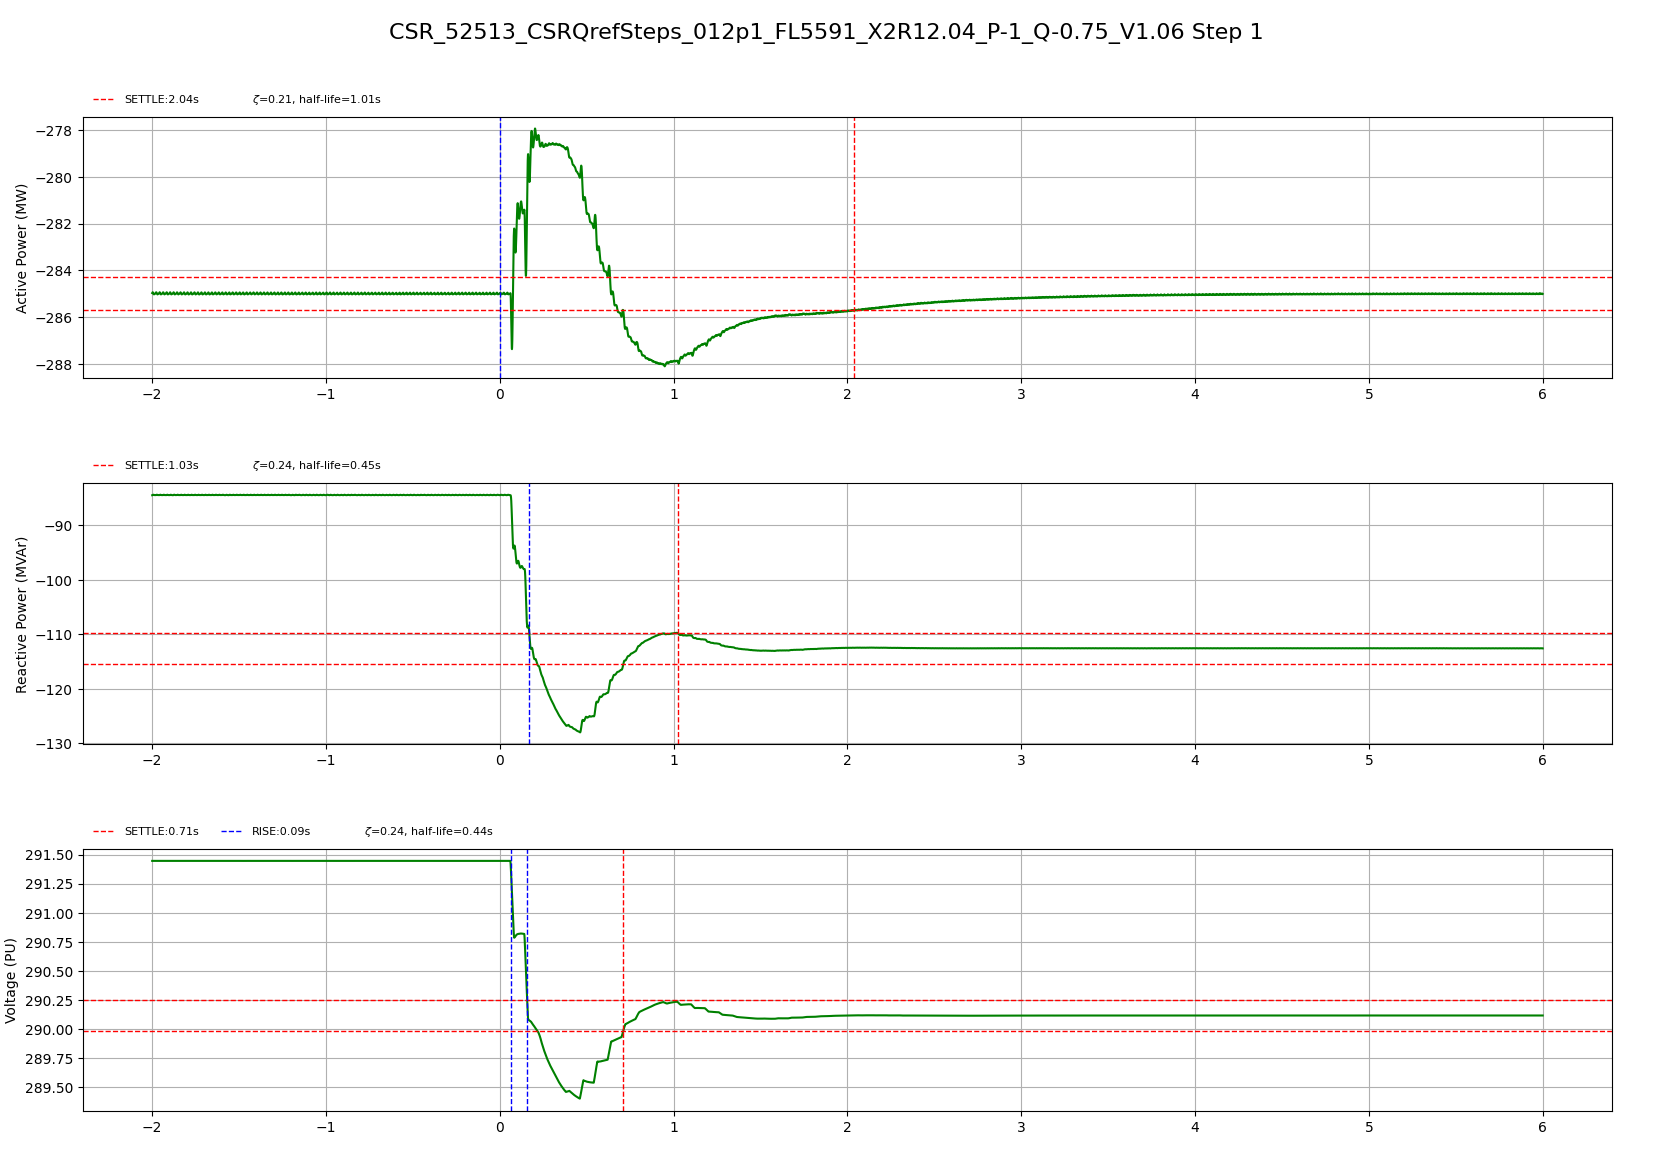 CSR_52513_CSRQrefSteps_012p1_FL5591_X2R12.04_P-1_Q-0.75_V1.06 Step 1
SETTLE:2.04s ζ=0.21, half-life=1.01s
Active Power (MW)
−278
−280
−282
−284
−286
−288
−2 −1 0 1 2 3 4 5 6
SETTLE:1.03s ζ=0.24, half-life=0.45s
Reactive Power (MVAr)
−90
−100
−110
−120
−130
−2 −1 0 1 2 3 4 5 6
SETTLE:0.71s RISE:0.09s ζ=0.24, half-life=0.44s
Voltage (PU)
291.50
291.25
291.00
290.75
290.50
290.25
290.00
289.75
289.50
−2 −1 0 1 2 3 4 5 6